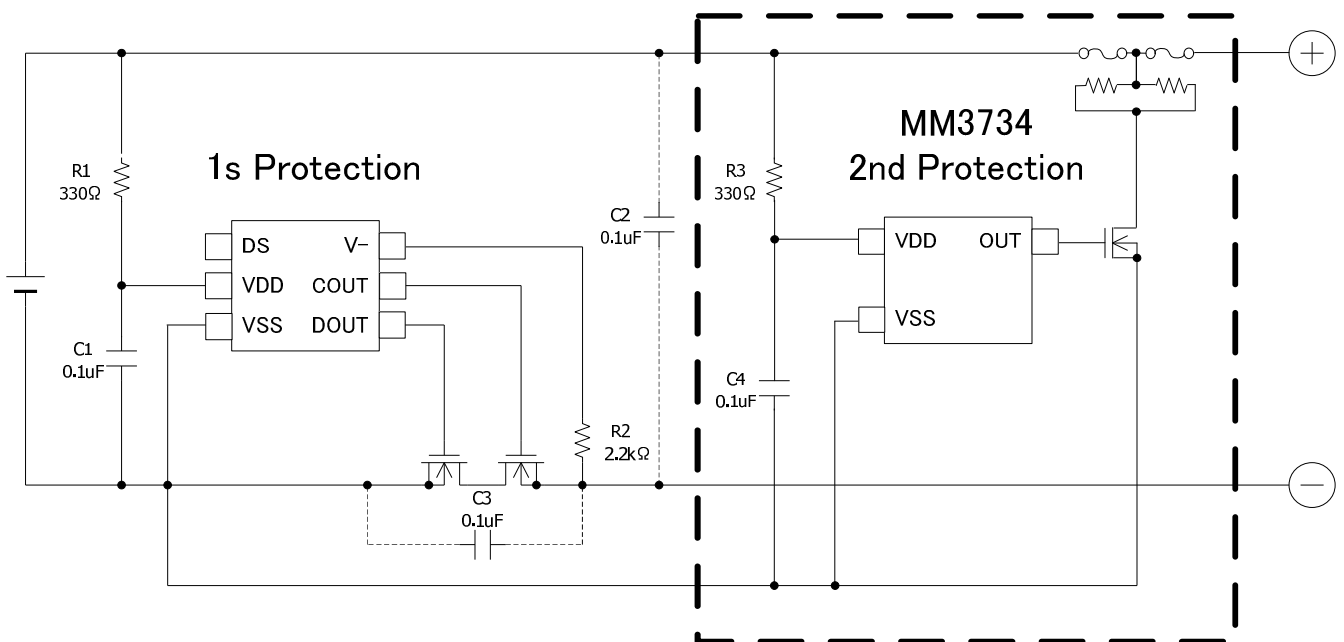 MM3734
2nd Protection
1s Protection
R1
330Ω
R3
330Ω
C2
0.1uF
DS
V-
VDD
COUT
VSS
DOUT
VDD
OUT
VSS
C1
0.1uF
C4
0.1uF
R2
2.2kΩ
C3
0.1uF